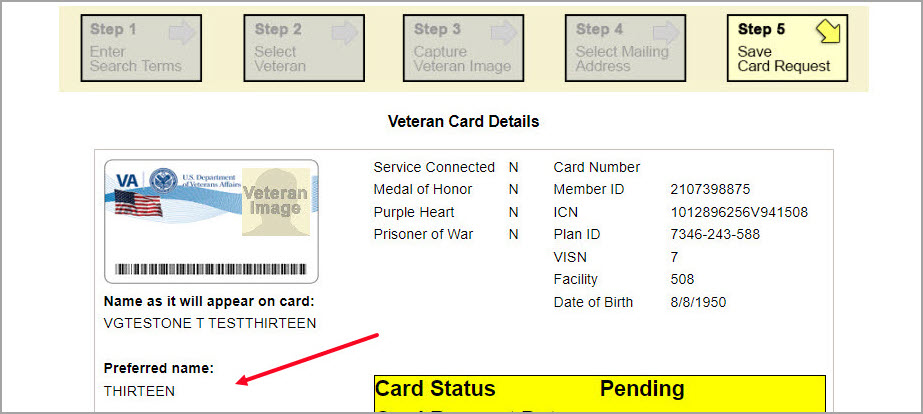 Step 1
Enter
Search Terms
Step 2
Select
Veteran
Step 3
Capture
Veteran Image
Step 4
Select Mailing
Address
Step 5
Save
Card Request
Veteran Card Details
VA
U.S. Department
of Veterans Affairs
Veteran
Image
Name as it will appear on card:
VGTESTONE T TESTTHIRTEEN
Preferred name:
THIRTEEN
Service Connected N
Medal of Honor N
Purple Heart N
Prisoner of War N
Card Number
Member ID 2107398875
ICN 1012896256V941508
Plan ID 7346-243-588
VISN 7
Facility 508
Date of Birth 8/8/1950
Card Status Pending